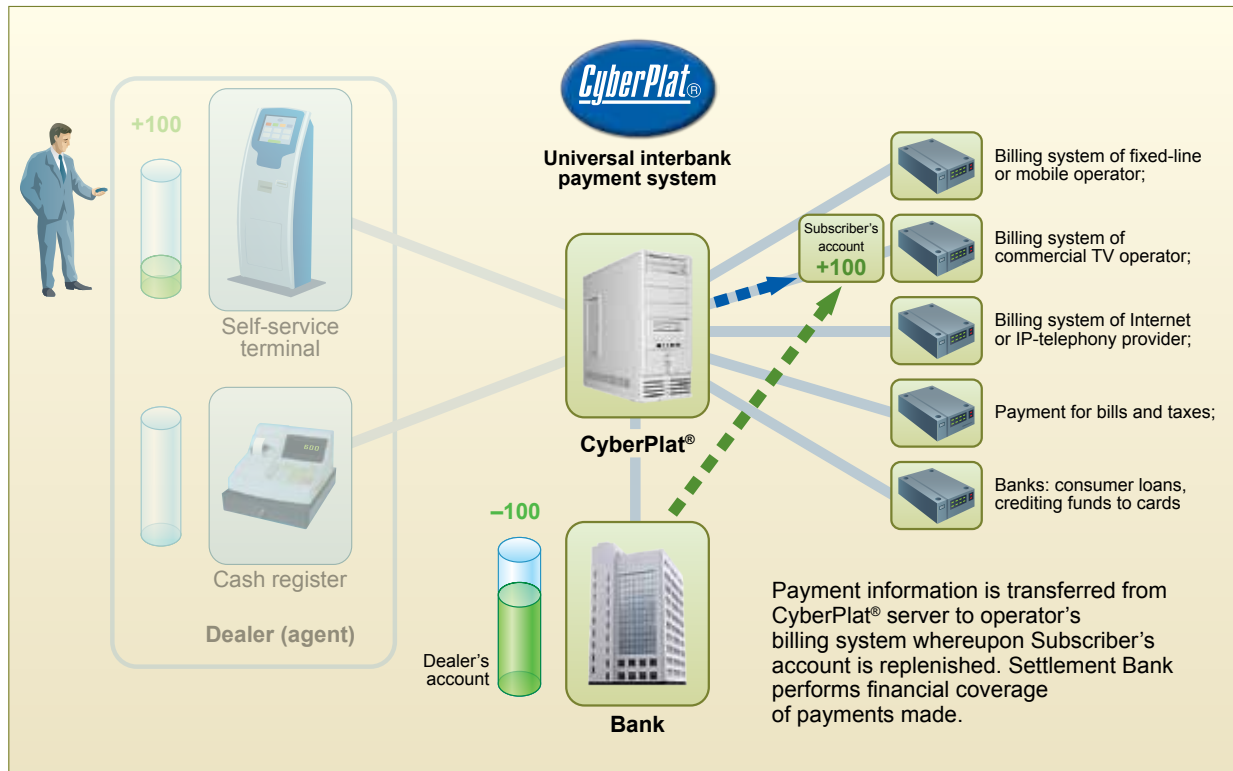 CyberPlat®
Universal interbank
payment system
+100
Self-service
terminal
Cash register
Dealer (agent)
CyberPlat®
–100
Dealer's
account
Bank
Subscriber's
account
+100
Billing system of fixed-line
or mobile operator;
Billing system of
commercial TV operator;
Billing system of Internet
or IP-telephony provider;
Payment for bills and taxes;
Banks: consumer loans,
crediting funds to cards
Payment information is transferred from
CyberPlat® server to operator's
billing system whereupon Subscriber's
account is replenished. Settlement Bank
performs financial coverage
of payments made.